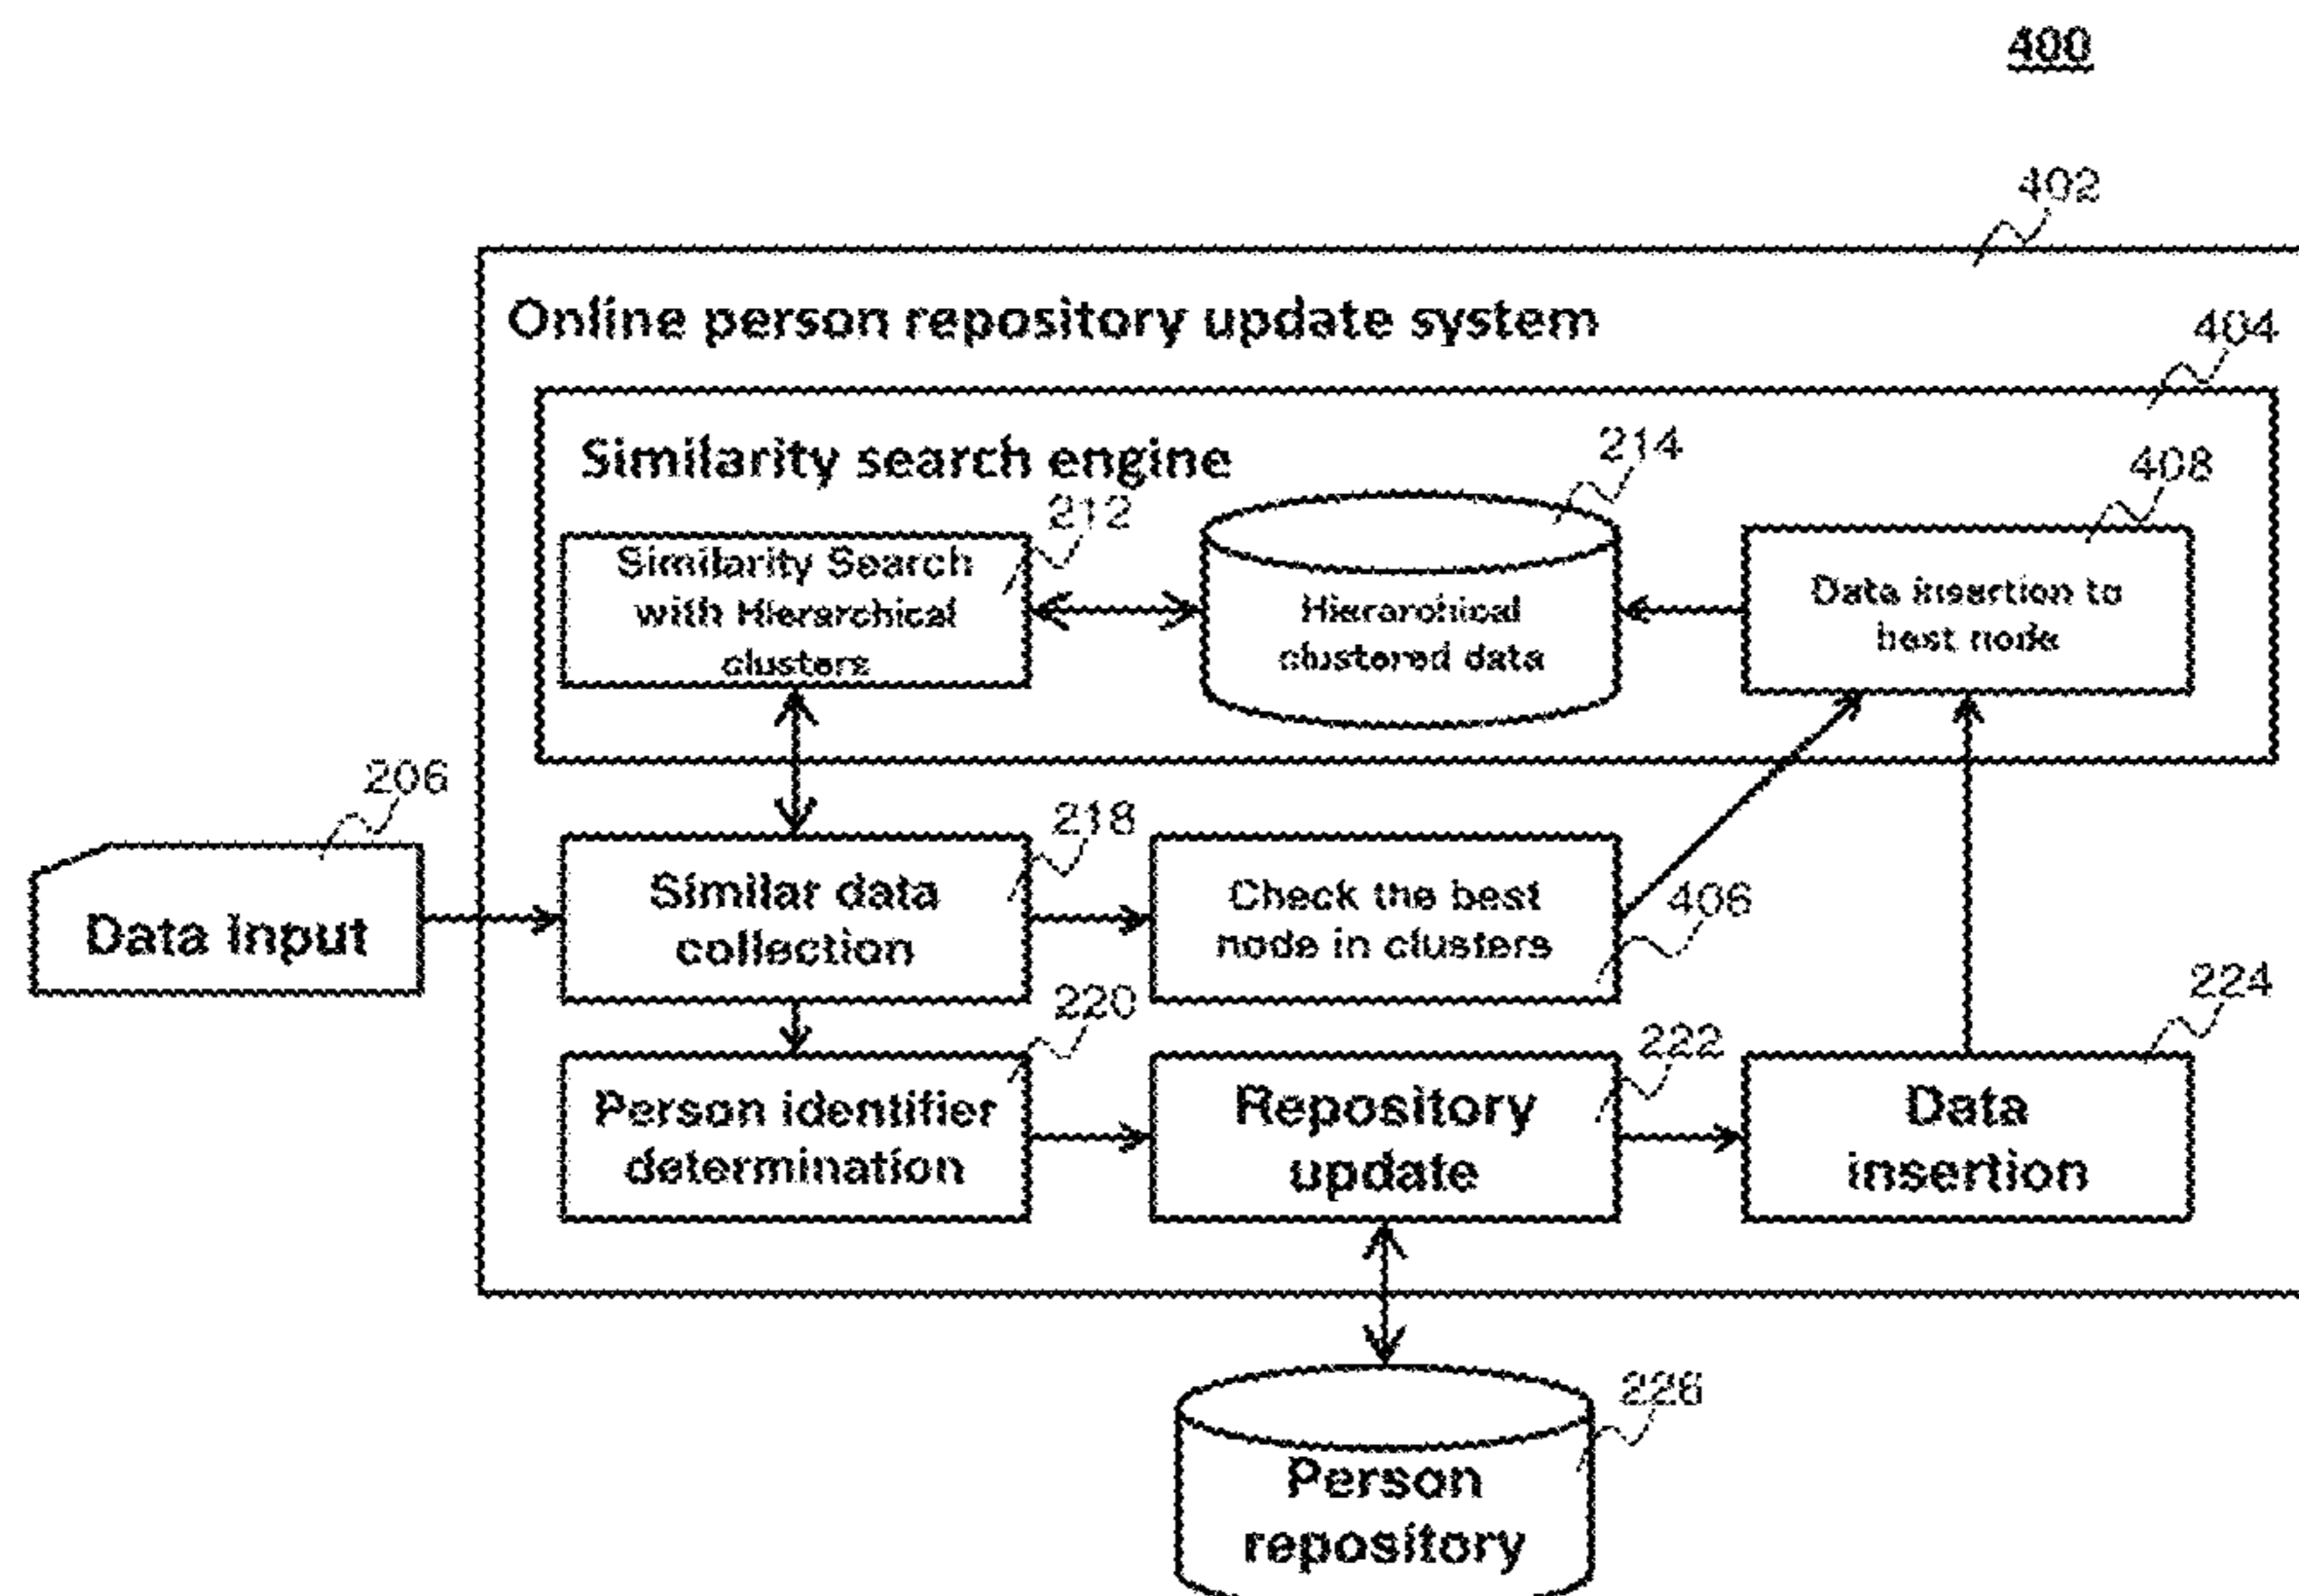 400
402
Online person repository update system
404
Similarity search engine
214
408
212
Similarity Search
with Hierarchical
clusters
Hierarchical
clustered data
Data insertion to
best node
206
Data Input
218
Similar data
collection
Check the best
node in clusters
406
220
Person identifier
determination
222
Repository
update
224
Data
insertion
226
Person
repository